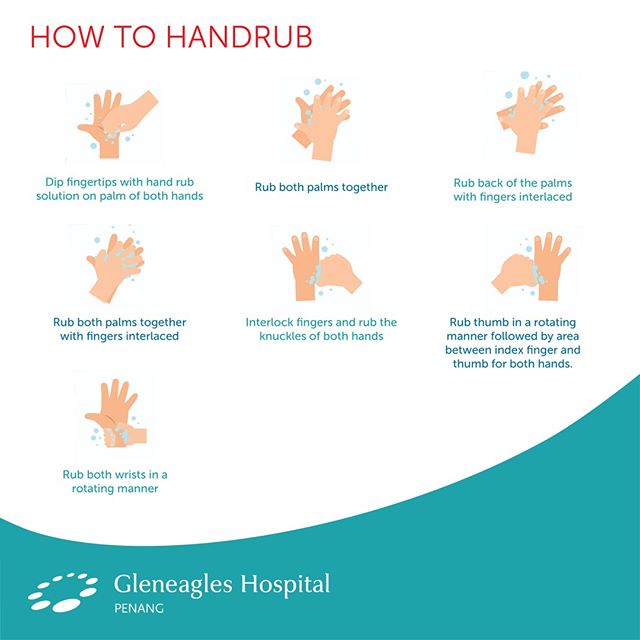 HOW TO HANDRUB
Dip fingertips with hand rub
solution on palm of both hands
Rub both palms together
Rub back of the palms
with fingers interlaced
Rub both palms together
with fingers interlaced
Interlock fingers and rub the
knuckles of both hands
Rub thumb in a rotating
manner followed by area
between index finger and
thumb for both hands.
Rub both wrists in a
rotating manner
Gleneagles Hospital
PENANG